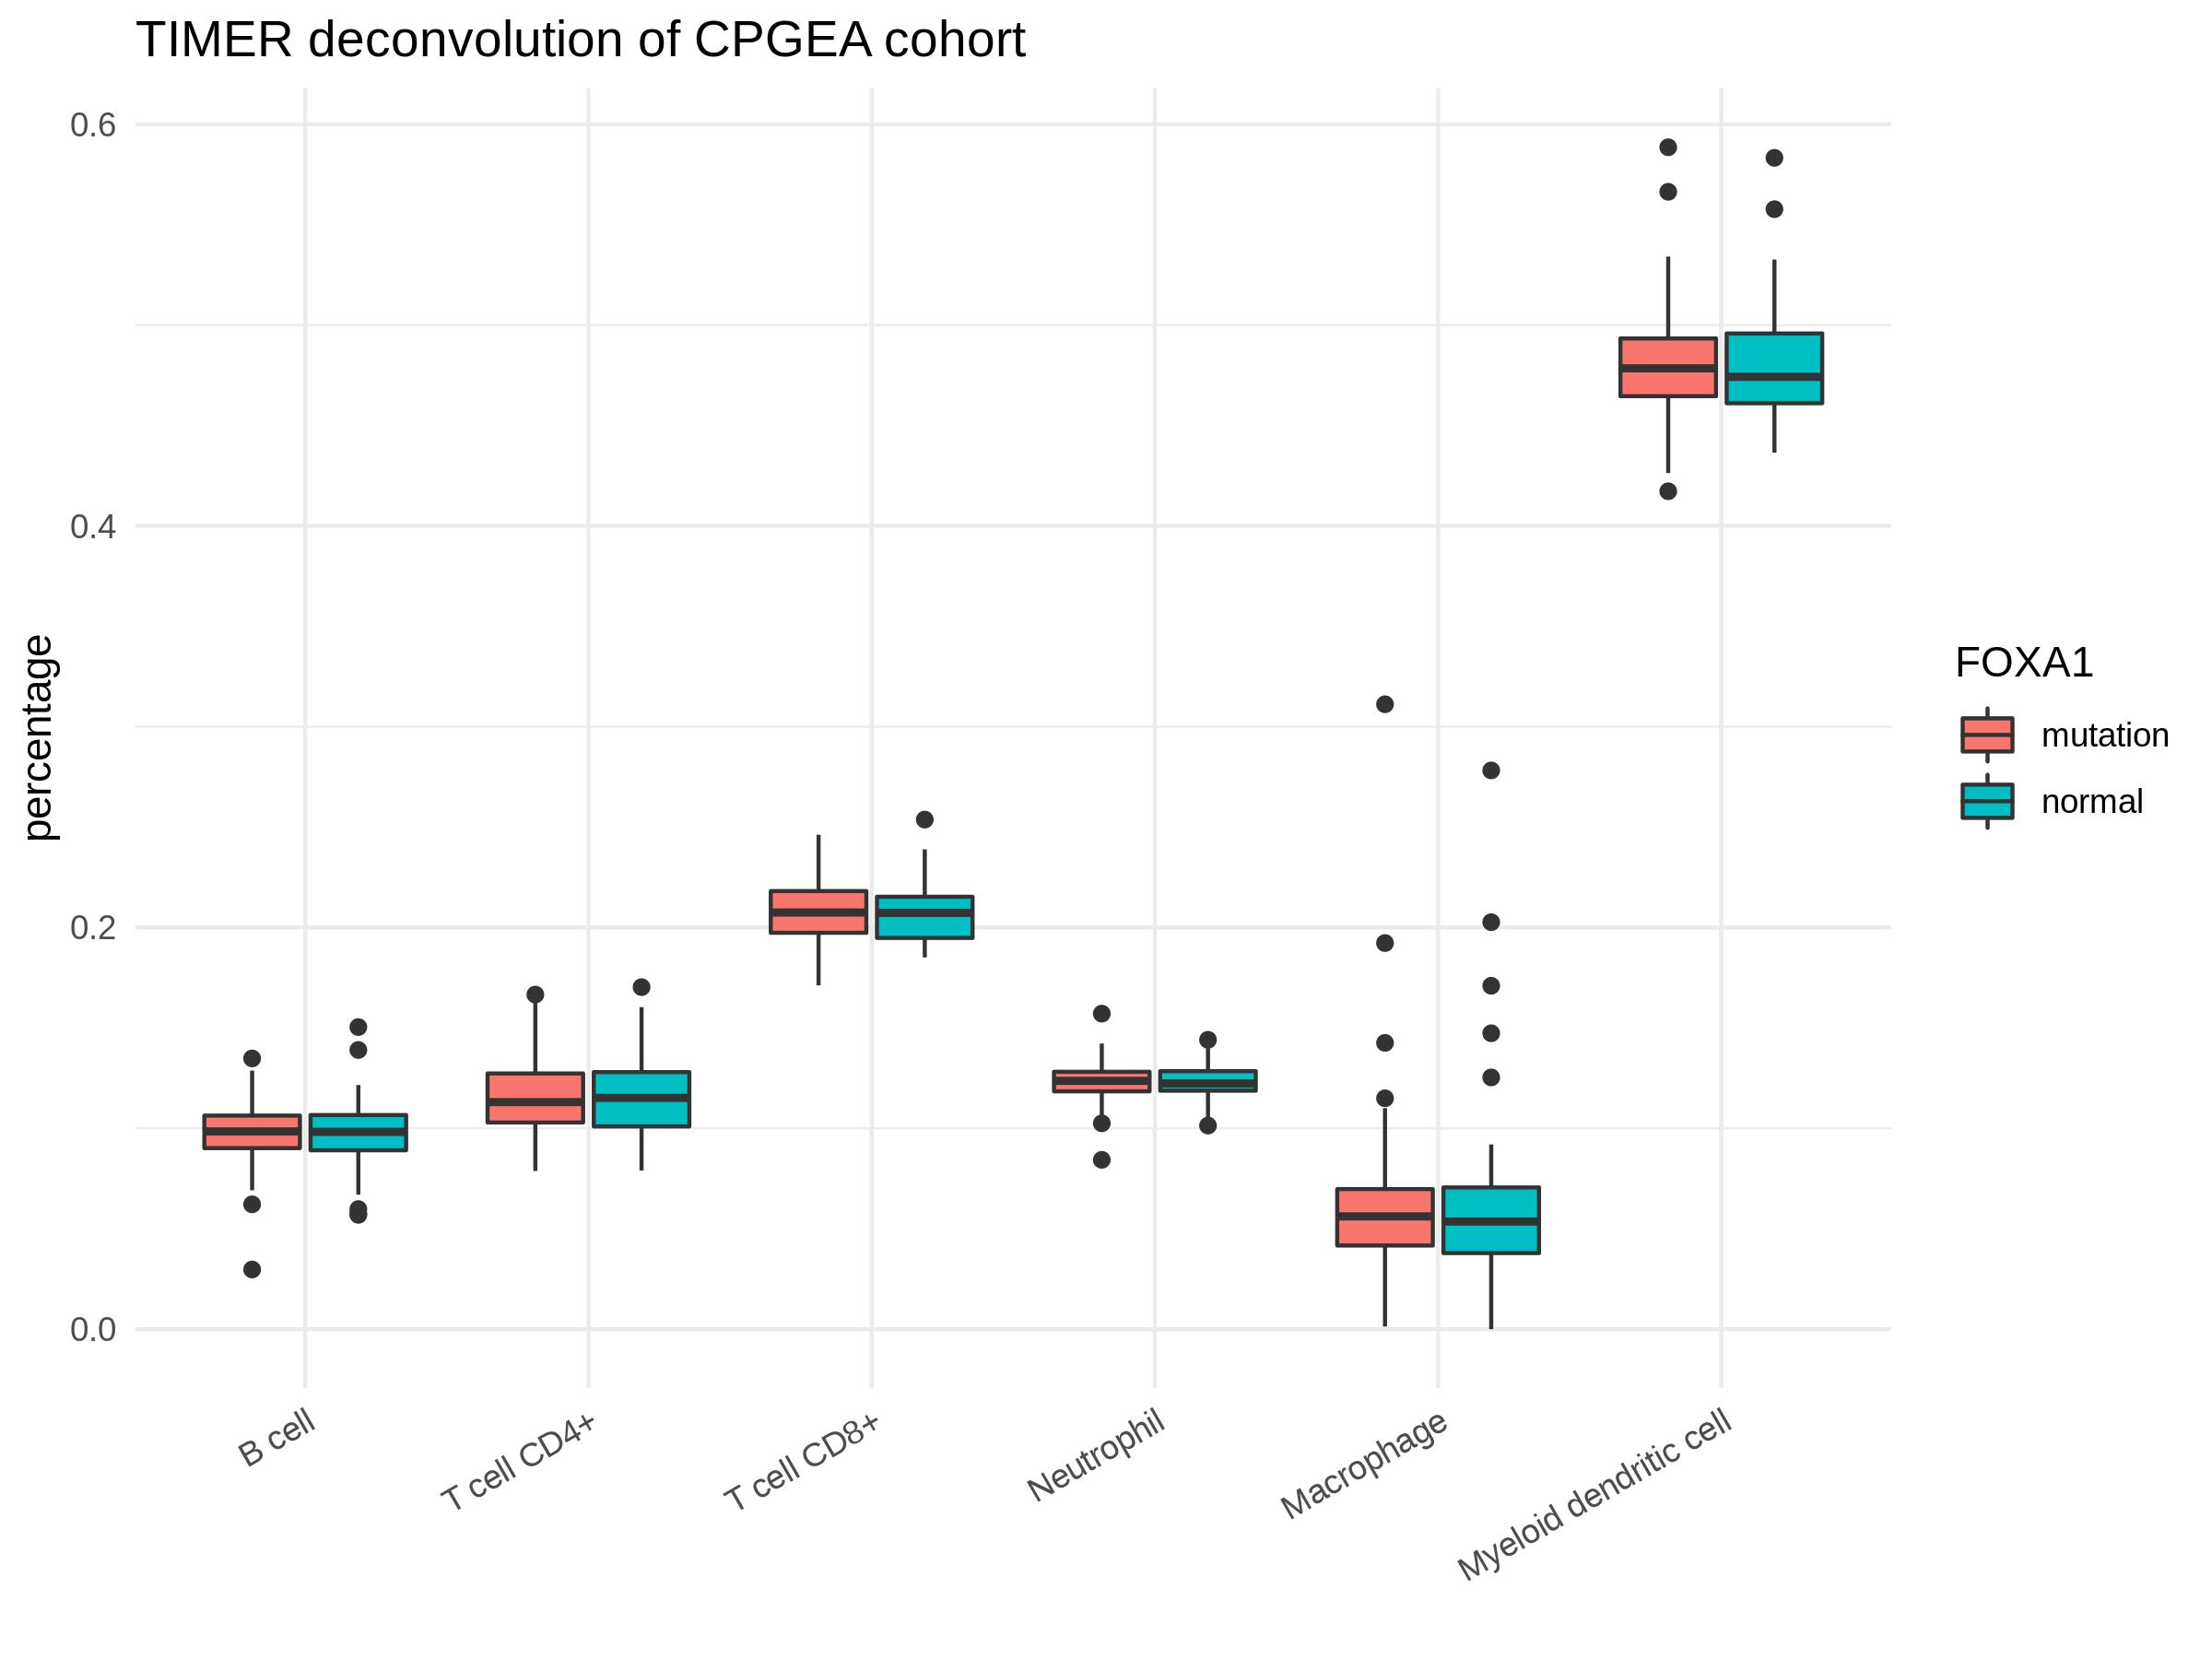 TIMER deconvolution of CPGEA cohort
percentage
0.6
0.4
0.2
0.0
B cell
T cell CD4+
T cell CD8+
Neutrophil
Macrophage
Myeloid dendritic cell
FOXA1
mutation
normal